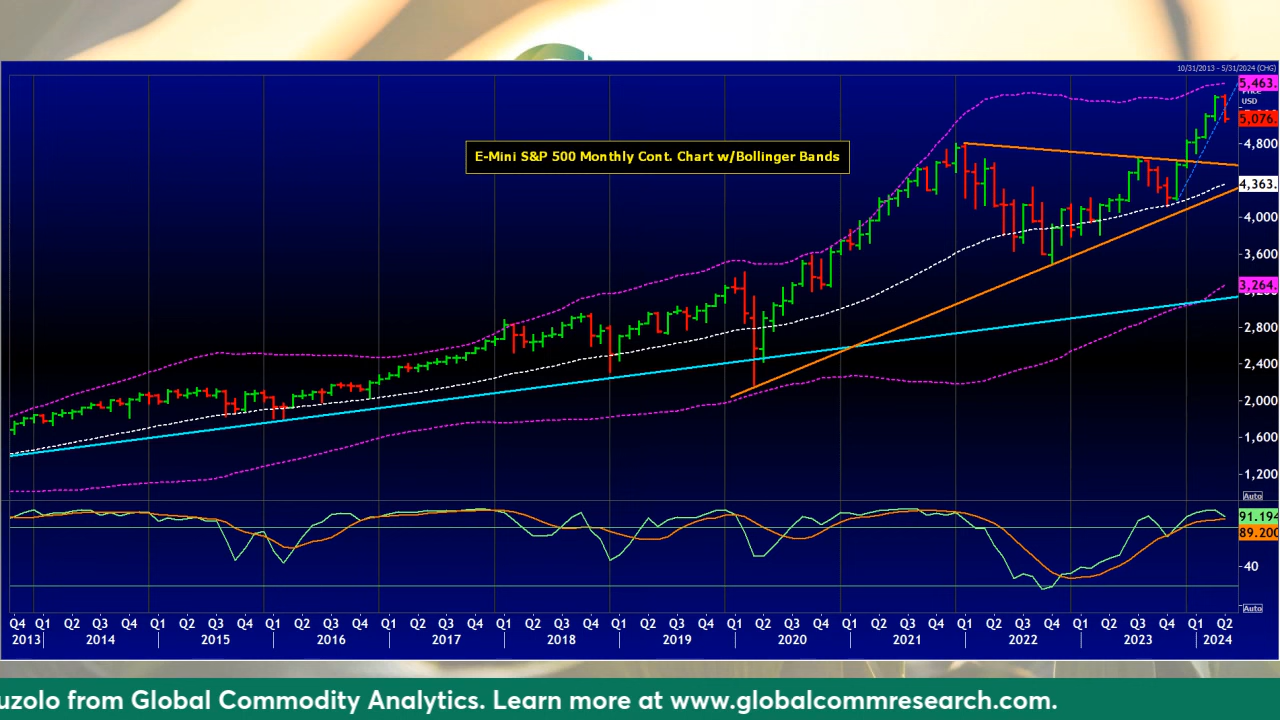 10/31/2013 - 5/31/2024 (CHG)
5,463.
USD
5,076.
E-Mini S&P 500 Monthly Cont. Chart w/Bollinger Bands
4,800
4,363.
4,000
3,600
3,264.
2,800
2,400
2,000
1,600
1,200
Auto
91.194
89.200
40
Auto
Q4 Q1 Q2 Q3 Q4 Q1 Q2 Q3 Q4 Q1 Q2 Q3 Q4 Q1 Q2 Q3 Q4 Q1 Q2 Q3 Q4 Q1 Q2 Q3 Q4 Q1 Q2 Q3 Q4 Q1 Q2 Q3 Q4 Q1 Q2 Q3 Q4 Q1 Q2 Q3 Q4 Q1 Q2
2013 2014 2015 2016 2017 2018 2019 2020 2021 2022 2023 2024
uzolo from Global Commodity Analytics. Learn more at www.globalcommresearch.com.